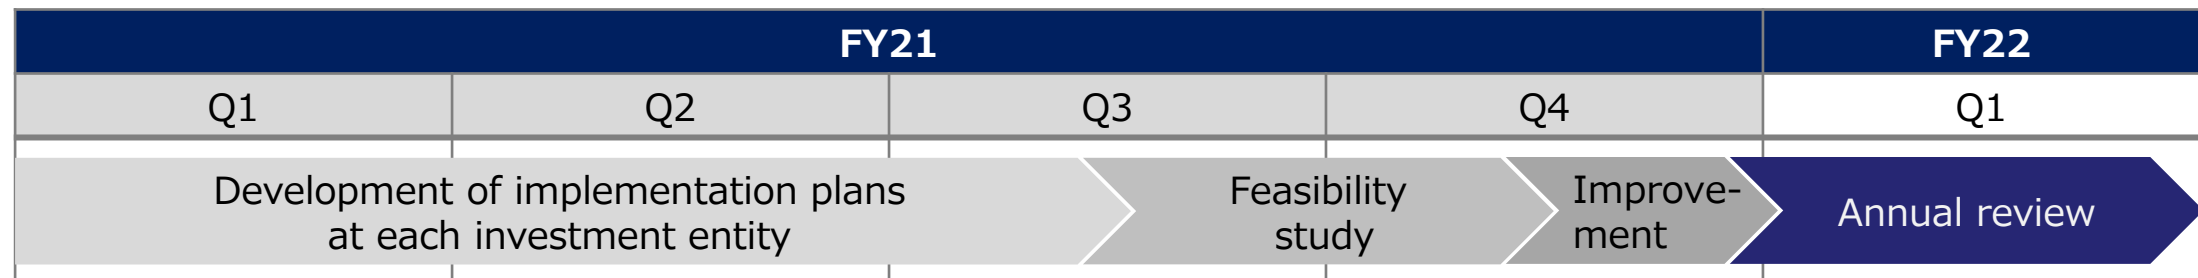 FY21 FY22
Q1 Q2 Q3 Q4 Q1
Development of implementation plans
at each investment entity
Feasibility
study
Improve-
ment
Annual review